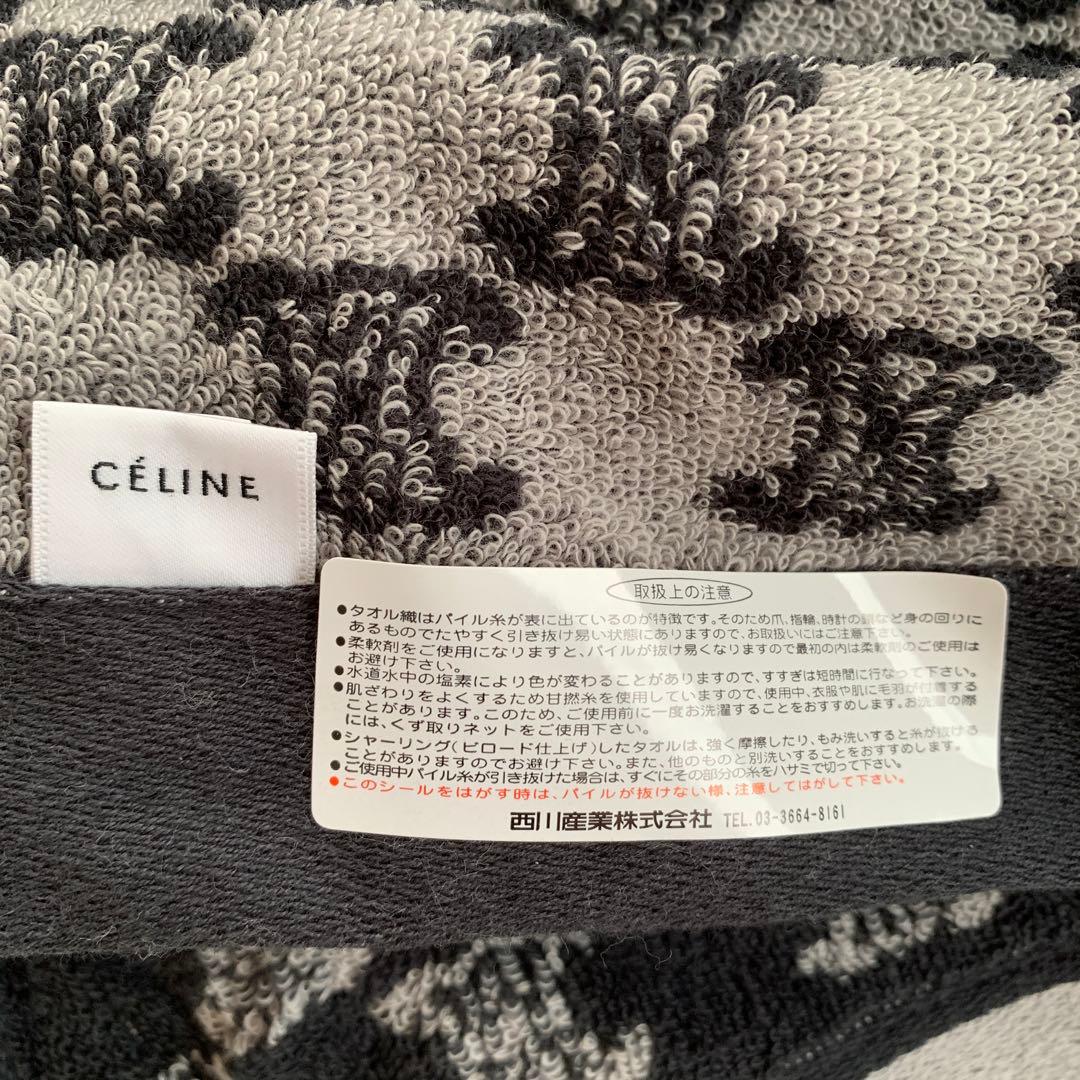 CÉLINE
取扱上の注意
●タオル織はパイル糸が表に出ているのが特徴です。そのため爪、指輪、時計の頭など身の回りに
あるものでたやすく引き抜け易い状態にありますので、お取扱いにはご注意下さい。
●柔軟剤をご使用になりますと、パイルが抜け易くなりますので最初の内は柔軟剤のご使用は
お避け下さい。
●水道水中の塩素により色が変わることがありますので、すすぎは短時間に行なって下さい。
●肌ざわりをよくするため甘撚糸を使用していますので、使用中、衣服や肌に毛羽が付着する
ことがあります。このため、ご使用前に一度お洗濯することをおすすめします。お洗濯の際
には、くず取りネットをご使用下さい。
●シャーリング(ビロード仕上げ)したタオルは、強く摩擦したり、もみ洗いすると糸が抜ける
ことがありますのでお避け下さい。また、他のものと別洗いすることをおすすめします。
●ご使用中パイル糸が引き抜けた場合は、すぐにその部分の糸をハサミで切って下さい。
●このシールをはがす時は、パイルが抜けない様、注意してはがして下さい。
西川産業株式会社 TEL.03-3664-8161